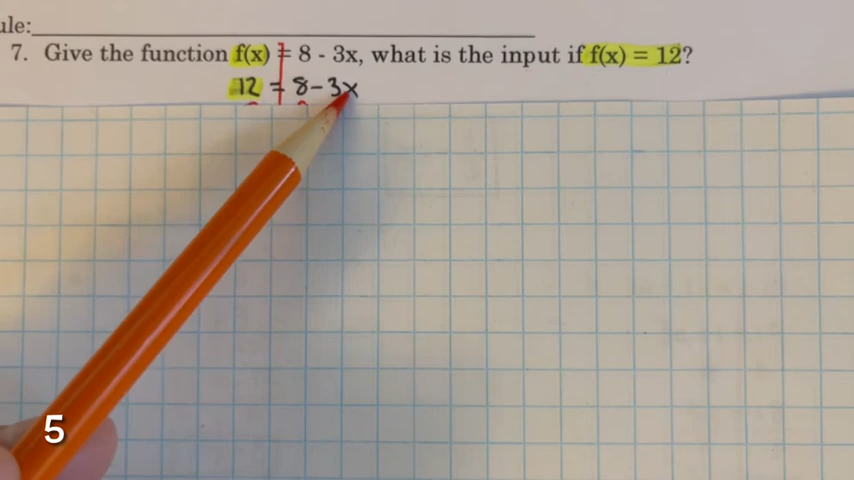 ule:
7. Give the function f(x) = 8 - 3x, what is the input if f(x) = 12?
12 = 8 - 3x
5